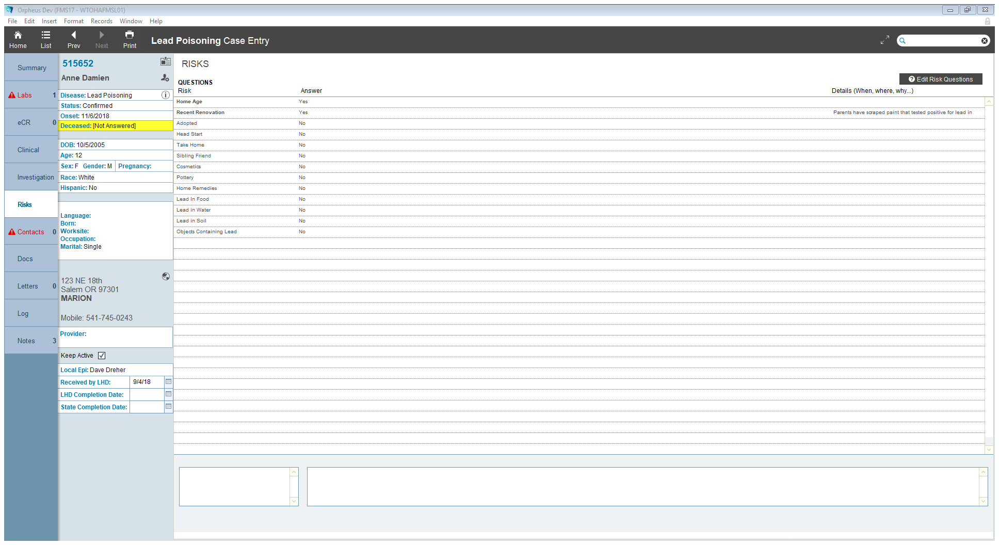 Orpheus Dev (FMS17 - WTOHAFMSL01)
File Edit Insert Format Records Window Help
Home List Prev Next Print
Lead Poisoning Case Entry
Summary
Labs 1
eCR 0
Clinical
Investigation
Risks
Contacts 0
Docs
Letters 0
Log
Notes 3
515652
Anne Damien
Disease: Lead Poisoning
Status: Confirmed
Onset: 11/6/2018
Deceased: [Not Answered]
DOB: 10/5/2005
Age: 12
Sex: F Gender: M Pregnancy:
Race: White
Hispanic: No
Language:
Born:
Worksite:
Occupation:
Marital: Single
123 NE 18th
Salem OR 97301
MARION
Mobile: 541-745-0243
Provider:
Keep Active
Local Epi: Dave Dreher
Received by LHD: 9/4/18
LHD Completion Date:
State Completion Date:
RISKS
Edit Risk Questions
QUESTIONS
Risk Answer Details (When, where, why...)
Home Age Yes
Recent Renovation Yes Parents have scraped paint that tested positive for lead in
Adopted No
Head Start No
Take Home No
Sibling Friend No
Cosmetics No
Pottery No
Home Remedies No
Lead In Food No
Lead in Water No
Lead in Soil No
Objects Containing Lead No